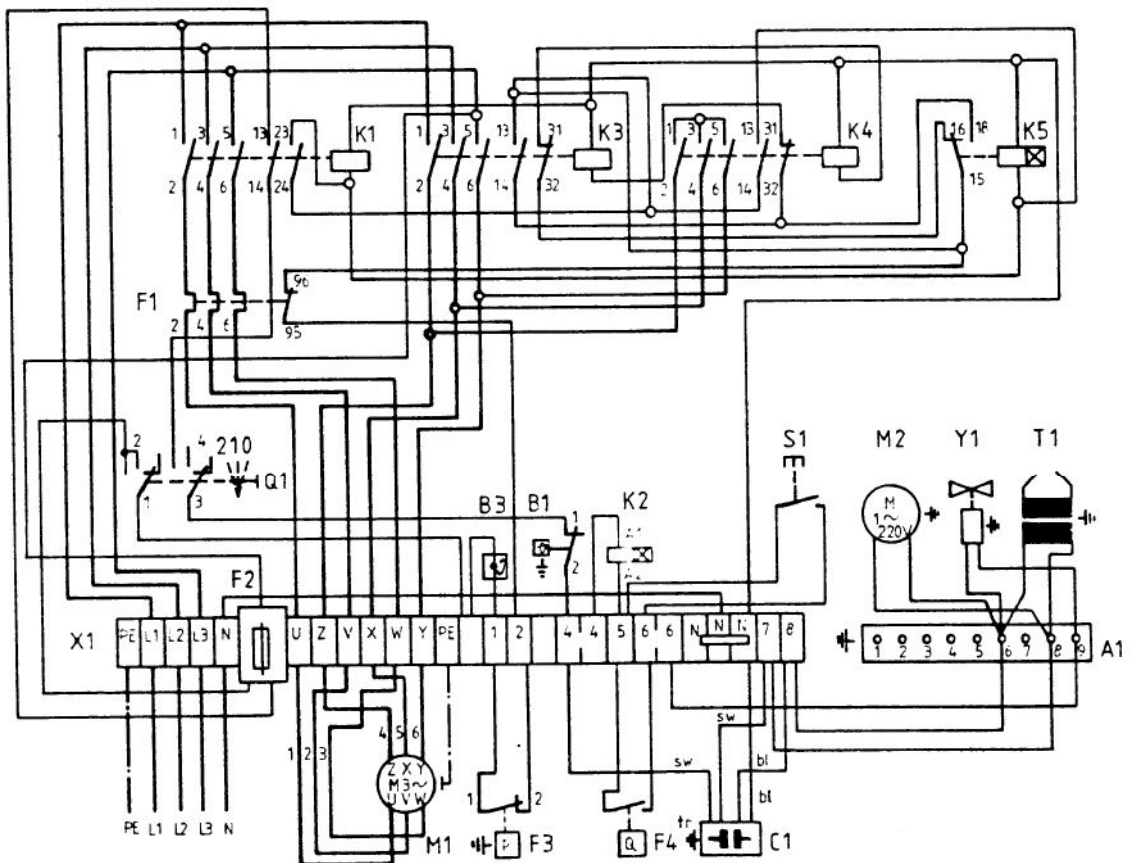 1 3 5 13 23 K1 1 3 5 13 31 K3 1 3 5 13 31 K4 16 18 K5
2 4 6 14 24 2 4 6 14 32 2 4 6 14 32 15
F1 96
2 4 6 95
2 4 210 Q1
1 3
S1 M2 Y1 T1
M
1~
220V
B3 B1 1 K2
2
F2
X1 PE L1 L2 L3 N U Z V X W Y PE 1 2 4 4 5 6 6 N N N 7 8
1 2 3 4 5 6 7 8 9 A1
sw
1 2 3 4 5 6
sw bl
Z X Y
M3~
U V W
1 2 bl
tr
PE L1 L2 L3 N M1 P F3 Q F4 C1